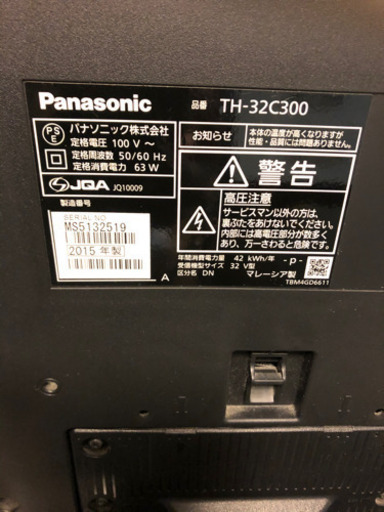 Panasonic
品番 TH-32C300
PSE
パナソニック株式会社
定格電圧 100 V ～
定格周波数 50/60 Hz
定格消費電力 63 W
JQA JQ10009
製造番号
SERIAL NO
MS5132519
2015 年製
A
お知らせ
本体の温度が高くなりますが
性能・品質には問題ありません。
警告
高圧注意
サービスマン以外の方は、
裏ぶたをあけないでください。
内部には高電圧部分が数多く
あり、万一さわると危険です。
年間消費電力量 42 kWh/年
受信機型サイズ 32 V型
区分名 DN
マレーシア製
-P-
TBM4GD6611